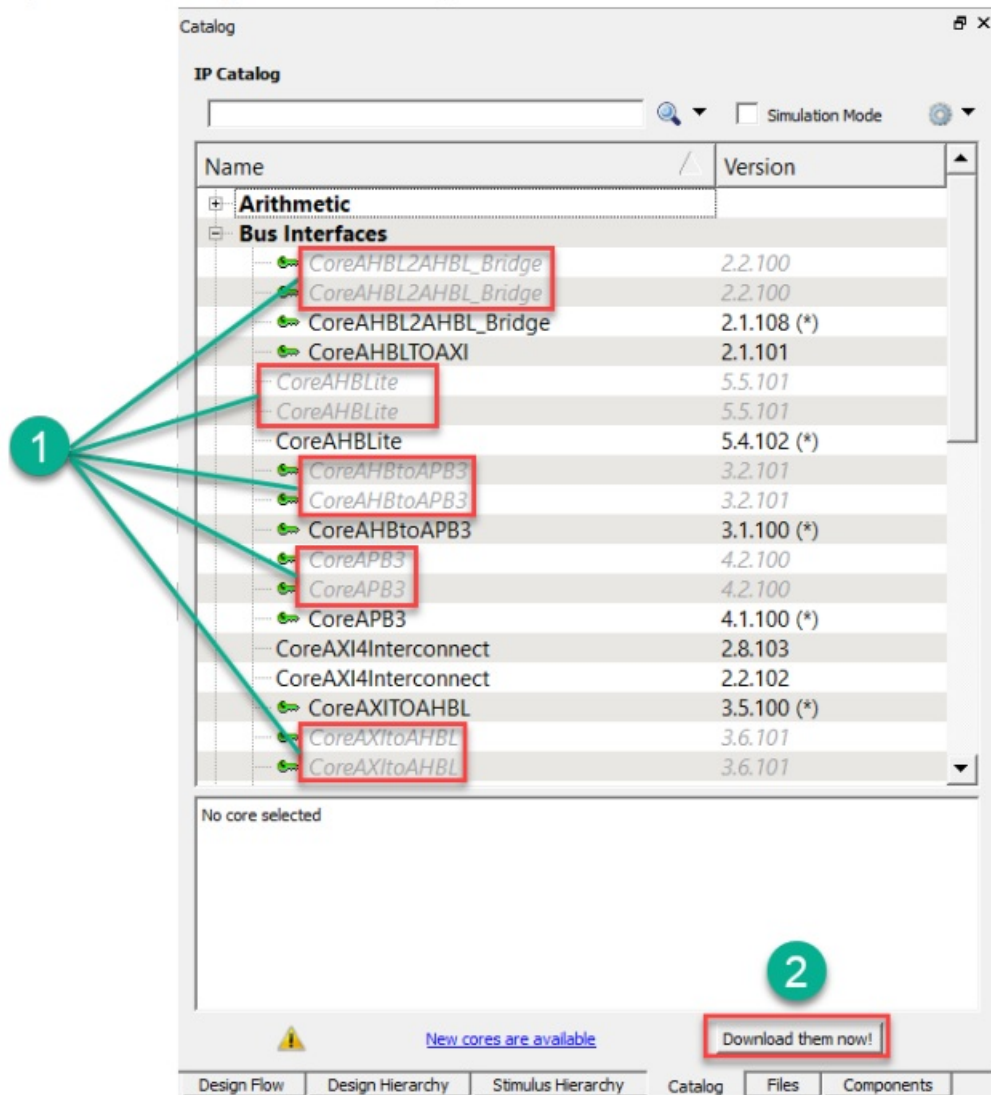 Catalog
IP Catalog
Simulation Mode
Name Version
Arithmetic
Bus Interfaces
CoreAHBL2AHBL_Bridge 2.2.100
CoreAHBL2AHBL_Bridge 2.2.100
CoreAHBL2AHBL_Bridge 2.1.108 (*)
CoreAHBLTOAXI 2.1.101
CoreAHBLite 5.5.101
CoreAHBLite 5.5.101
CoreAHBLite 5.4.102 (*)
1
CoreAHBtoAPB3 3.2.101
CoreAHBtoAPB3 3.2.101
CoreAHBtoAPB3 3.1.100 (*)
CoreAPB3 4.2.100
CoreAPB3 4.2.100
CoreAPB3 4.1.100 (*)
CoreAXI4Interconnect 2.8.103
CoreAXI4Interconnect 2.2.102
CoreAXITOAHBL 3.5.100 (*)
CoreAXItoAHBL 3.6.101
CoreAXItoAHBL 3.6.101
No core selected
2
New cores are available Download them now!
Design Flow Design Hierarchy Stimulus Hierarchy Catalog Files Components